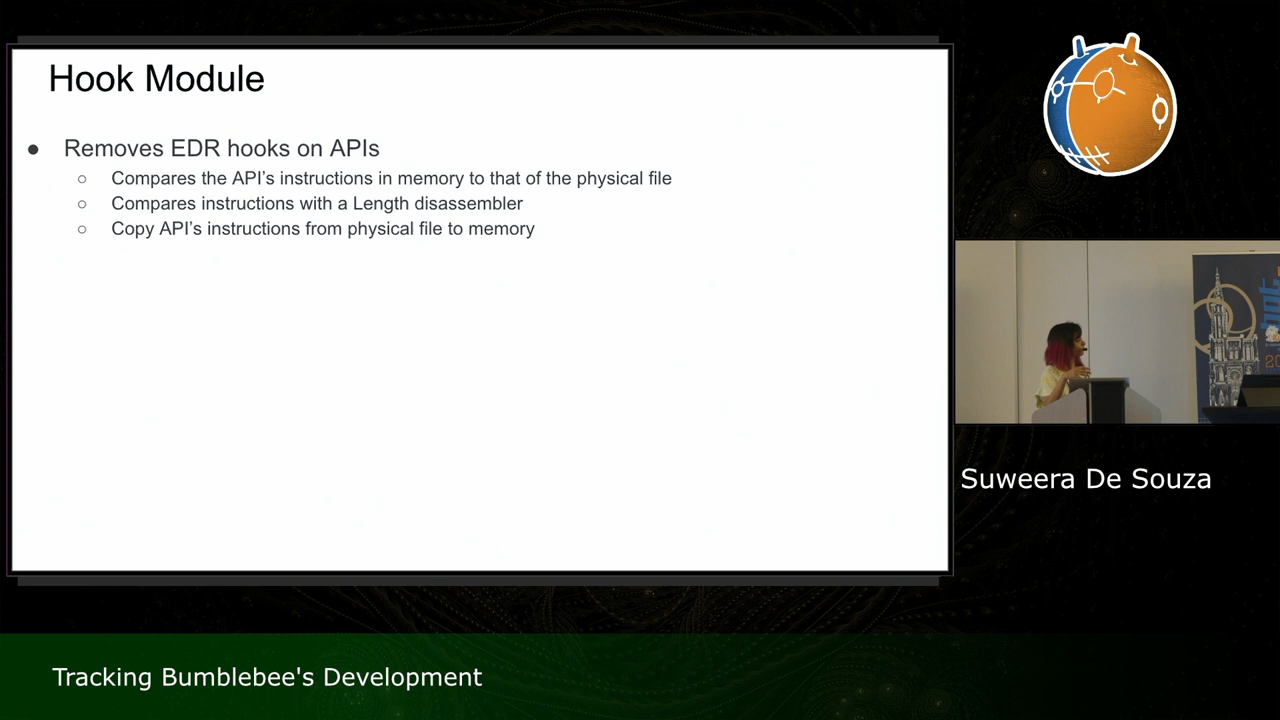 Hook Module
● Removes EDR hooks on APIs
○ Compares the API's instructions in memory to that of the physical file
○ Compares instructions with a Length disassembler
○ Copy API's instructions from physical file to memory
Suweera De Souza
Tracking Bumblebee's Development